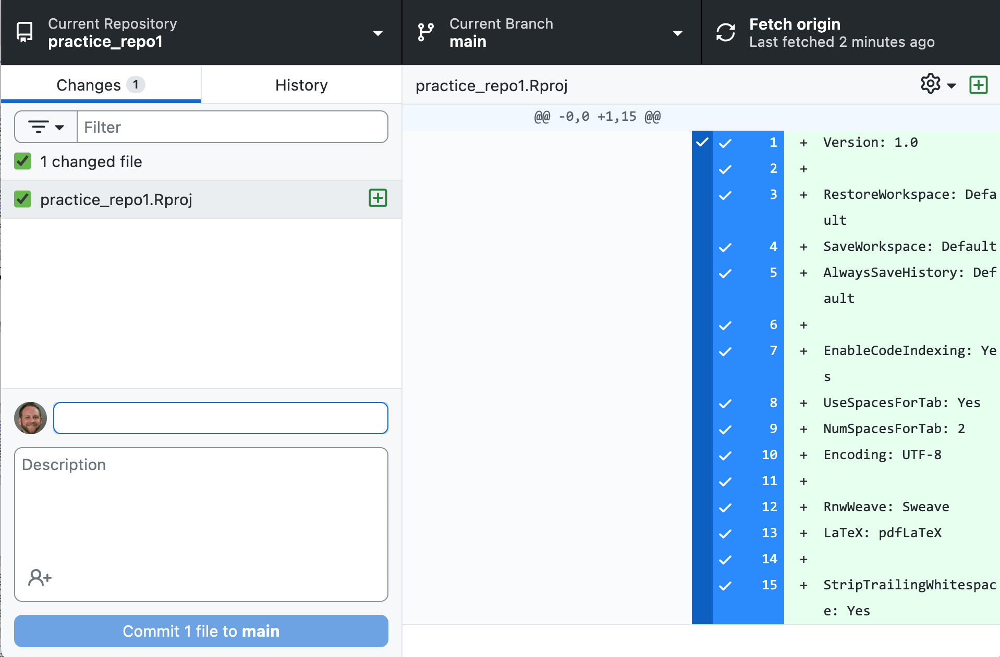 Current Repository
practice_repo1
Current Branch
main
Fetch origin
Last fetched 2 minutes ago
Changes 1
History
Filter
1 changed file
practice_repo1.Rproj
Description
Commit 1 file to main
practice_repo1.Rproj
@@ -0,0 +1,15 @@
1 + Version: 1.0
2 +
3 + RestoreWorkspace: Defa
ult
4 + SaveWorkspace: Default
5 + AlwaysSaveHistory: Def
ault
6 +
7 + EnableCodeIndexing: Ye
s
8 + UseSpacesForTab: Yes
9 + NumSpacesForTab: 2
10 + Encoding: UTF-8
11 +
12 + RnwWeave: Sweave
13 + LaTeX: pdfLaTeX
14 +
15 + StripTrailingWhitespac
e: Yes